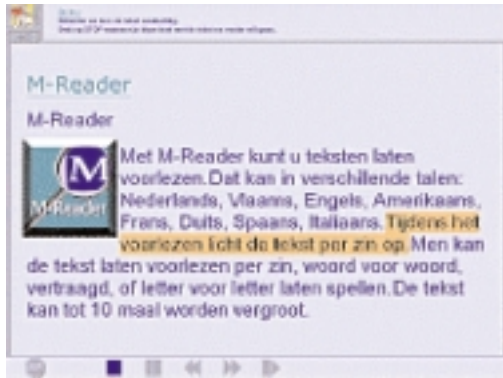 M-Reader
M-Reader
M
M-Reader
Met M-Reader kunt u teksten laten
voorlezen. Dat kan in verschillende talen:
Nederlands, Vlaams, Engels, Amerikaans,
Frans, Duits, Spaans, Italiaans. Tijdens het
voorlezen licht de tekst per zin op. Men kan
de tekst laten voorlezen per zin, woord voor woord,
vertraagd, of letter voor letter laten spellen. De tekst
kan tot 10 maal worden vergroot.